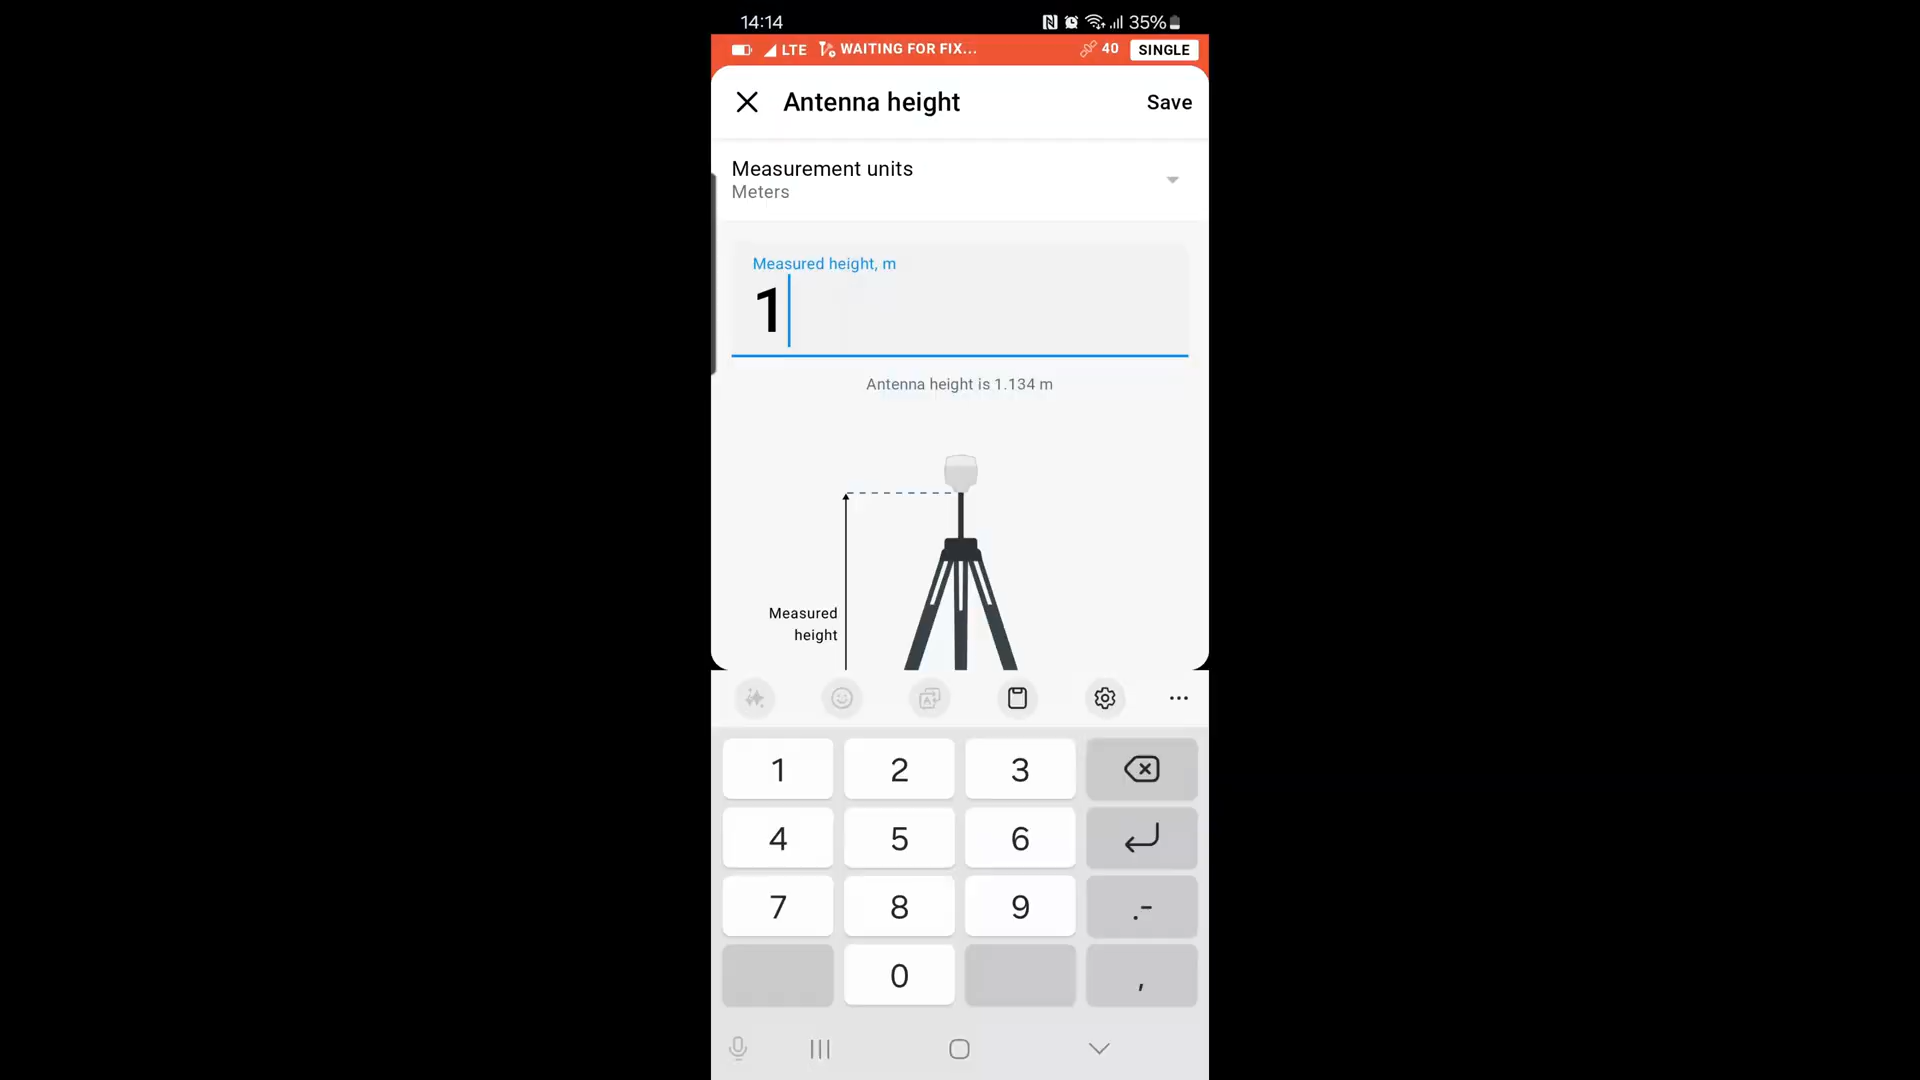 14:14 35%
LTE WAITING FOR FIX... 40 SINGLE
Antenna height Save
Measurement units
Meters
Measured height, m
1
Antenna height is 1.134 m
Measured
height
1 2 3
4 5 6
7 8 9 .-
0 ,